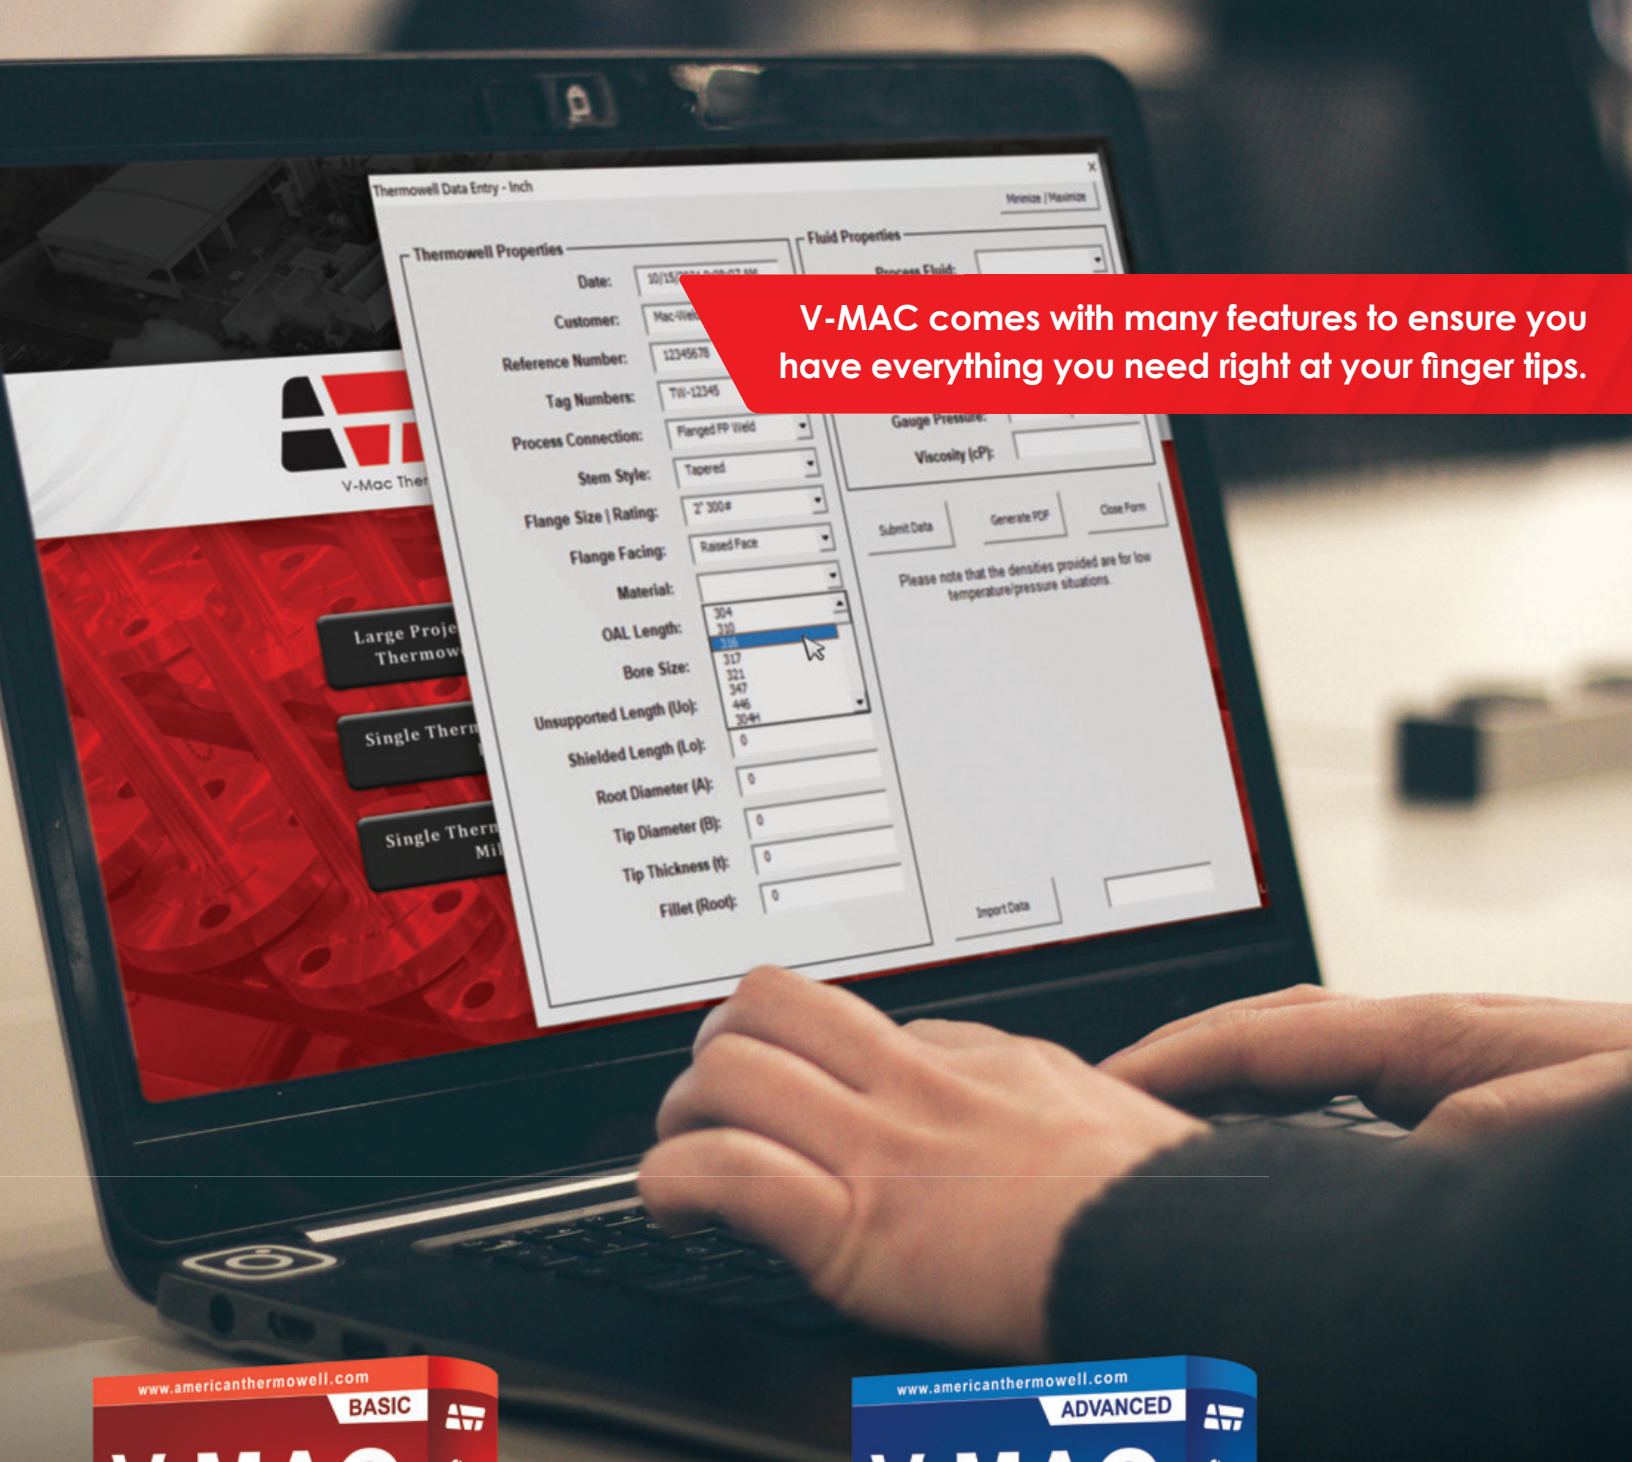 Thermowell Data Entry - Inch
X
Minimize / Maximize
Thermowell Properties
Fluid Properties
Date:
Process Fluid:
V-MAC comes with many features to ensure you
have everything you need right at your finger tips.
Customer:
Reference Number: 12345678
Tag Numbers: TW-12345
Process Connection: Flanged FP Weld
Gauge Pressure:
Stem Style: Tapered
Viscosity (cP):
Flange Size | Rating: 2" 300#
Submit Data
Generate PDF
Close Form
Flange Facing: Raised Face
Please note that the densities provided are for low
temperature/pressure situations.
Material:
304
310
316
317
321
347
446
304H
OAL Length:
Bore Size:
Unsupported Length (Uo):
Shielded Length (Lo): 0
Root Diameter (A): 0
Tip Diameter (B): 0
Tip Thickness (t): 0
Fillet (Root): 0
Import Data
V-Mac
Large
Single
Single
www.americanthermowell.com
BASIC
V-MAC
www.americanthermowell.com
ADVANCED
V-MAC